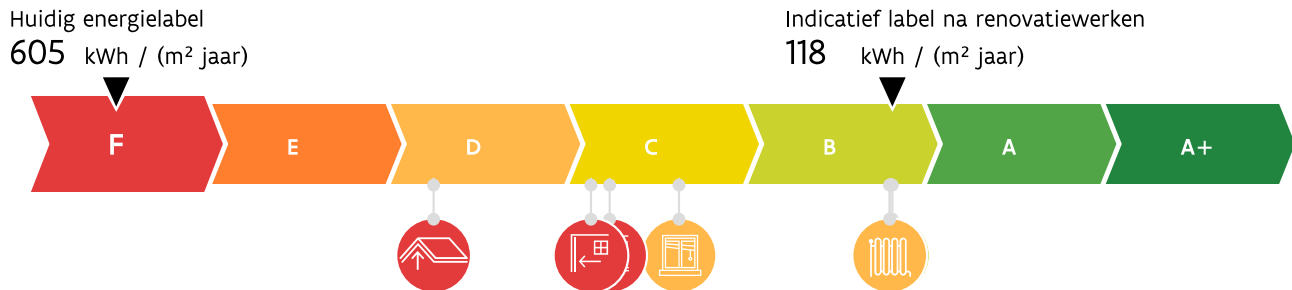 Huidig energielabel
605 kWh / (m² jaar)
Indicatief label na renovatiewerken
118 kWh / (m² jaar)
F E D C B A A+